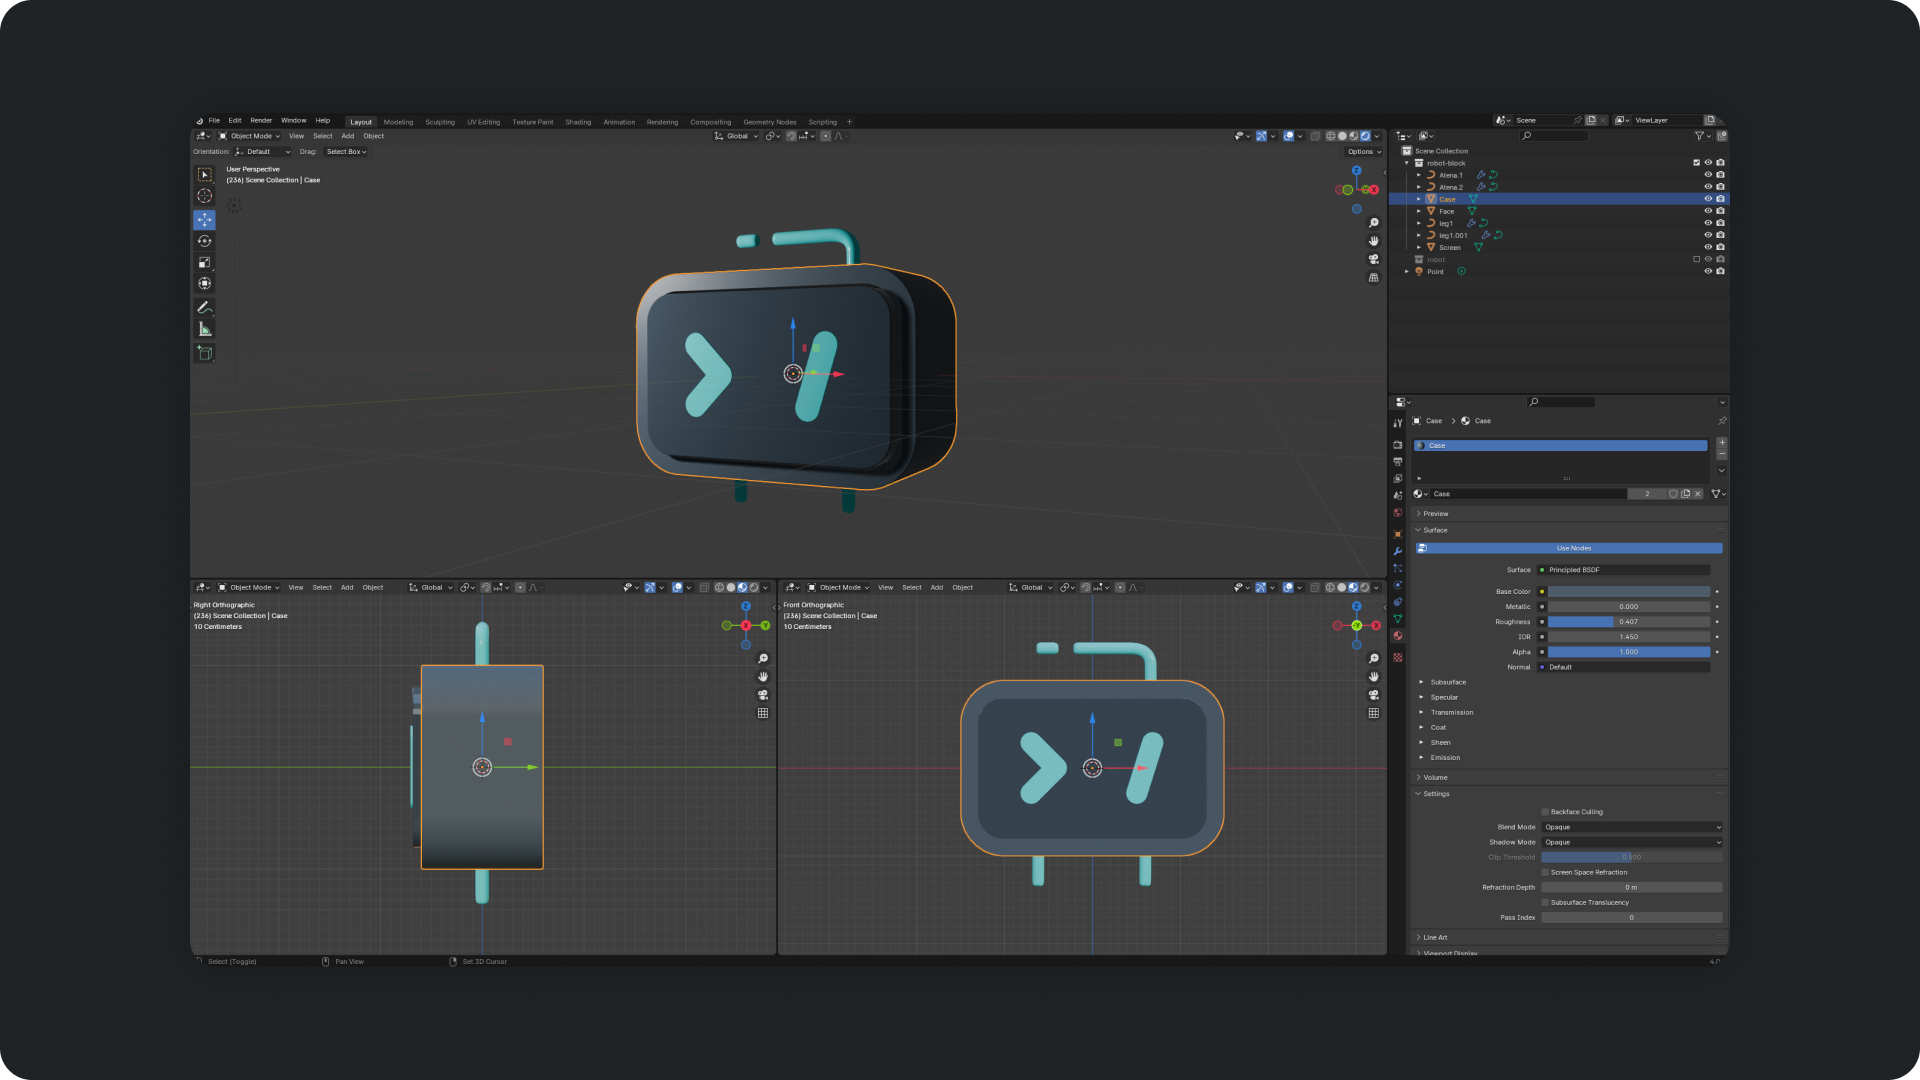 File Edit Render Window Help Layout Modeling Sculpting UV Editing Texture Paint Shading Animation Rendering Compositing Geometry Nodes Scripting + Scene ViewLayer
Object Mode View Select Add Object Global
Orientation: Default Drag: Select Box Options
User Perspective
(236) Scene Collection | Case
Z
Y
X
Scene Collection
robot-block
Atena.1
Atena.2
Case
Face
leg1
leg1.001
Screen
robot
Point
Case > Case
Case
Case 2
Preview
Surface
Use Nodes
Surface Principled BSDF
Base Color
Metallic 0.000
Roughness 0.407
IOR 1.450
Alpha 1.000
Normal Default
Subsurface
Specular
Transmission
Coat
Sheen
Emission
Volume
Settings
Backface Culling
Blend Mode Opaque
Shadow Mode Opaque
Clip Threshold 0.500
Screen Space Refraction
Refraction Depth 0 m
Subsurface Translucency
Pass Index 0
Line Art
Viewport Display
Object Mode View Select Add Object Global
Right Orthographic
(236) Scene Collection | Case
10 Centimeters
Z
X
Y
Object Mode View Select Add Object Global
Front Orthographic
(236) Scene Collection | Case
10 Centimeters
Z
-Y
X
Select (Toggle) Pan View Set 3D Cursor